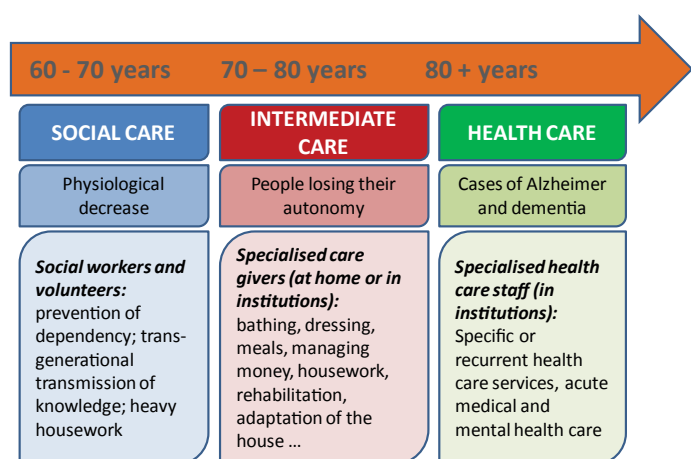 60 - 70 years
70 – 80 years
80 + years
SOCIAL CARE
INTERMEDIATE
CARE
HEALTH CARE
Physiological
decrease
People losing their
autonomy
Cases of Alzheimer
and dementia
Social workers and
volunteers:
prevention of
dependency; trans-
generational
transmission of
knowledge; heavy
housework
Specialised care
givers (at home or in
institutions):
bathing, dressing,
meals, managing
money, housework,
rehabilitation,
adaptation of the
house ...
Specialised health
care staff (in
institutions):
Specific or
recurrent health
care services, acute
medical and
mental health care